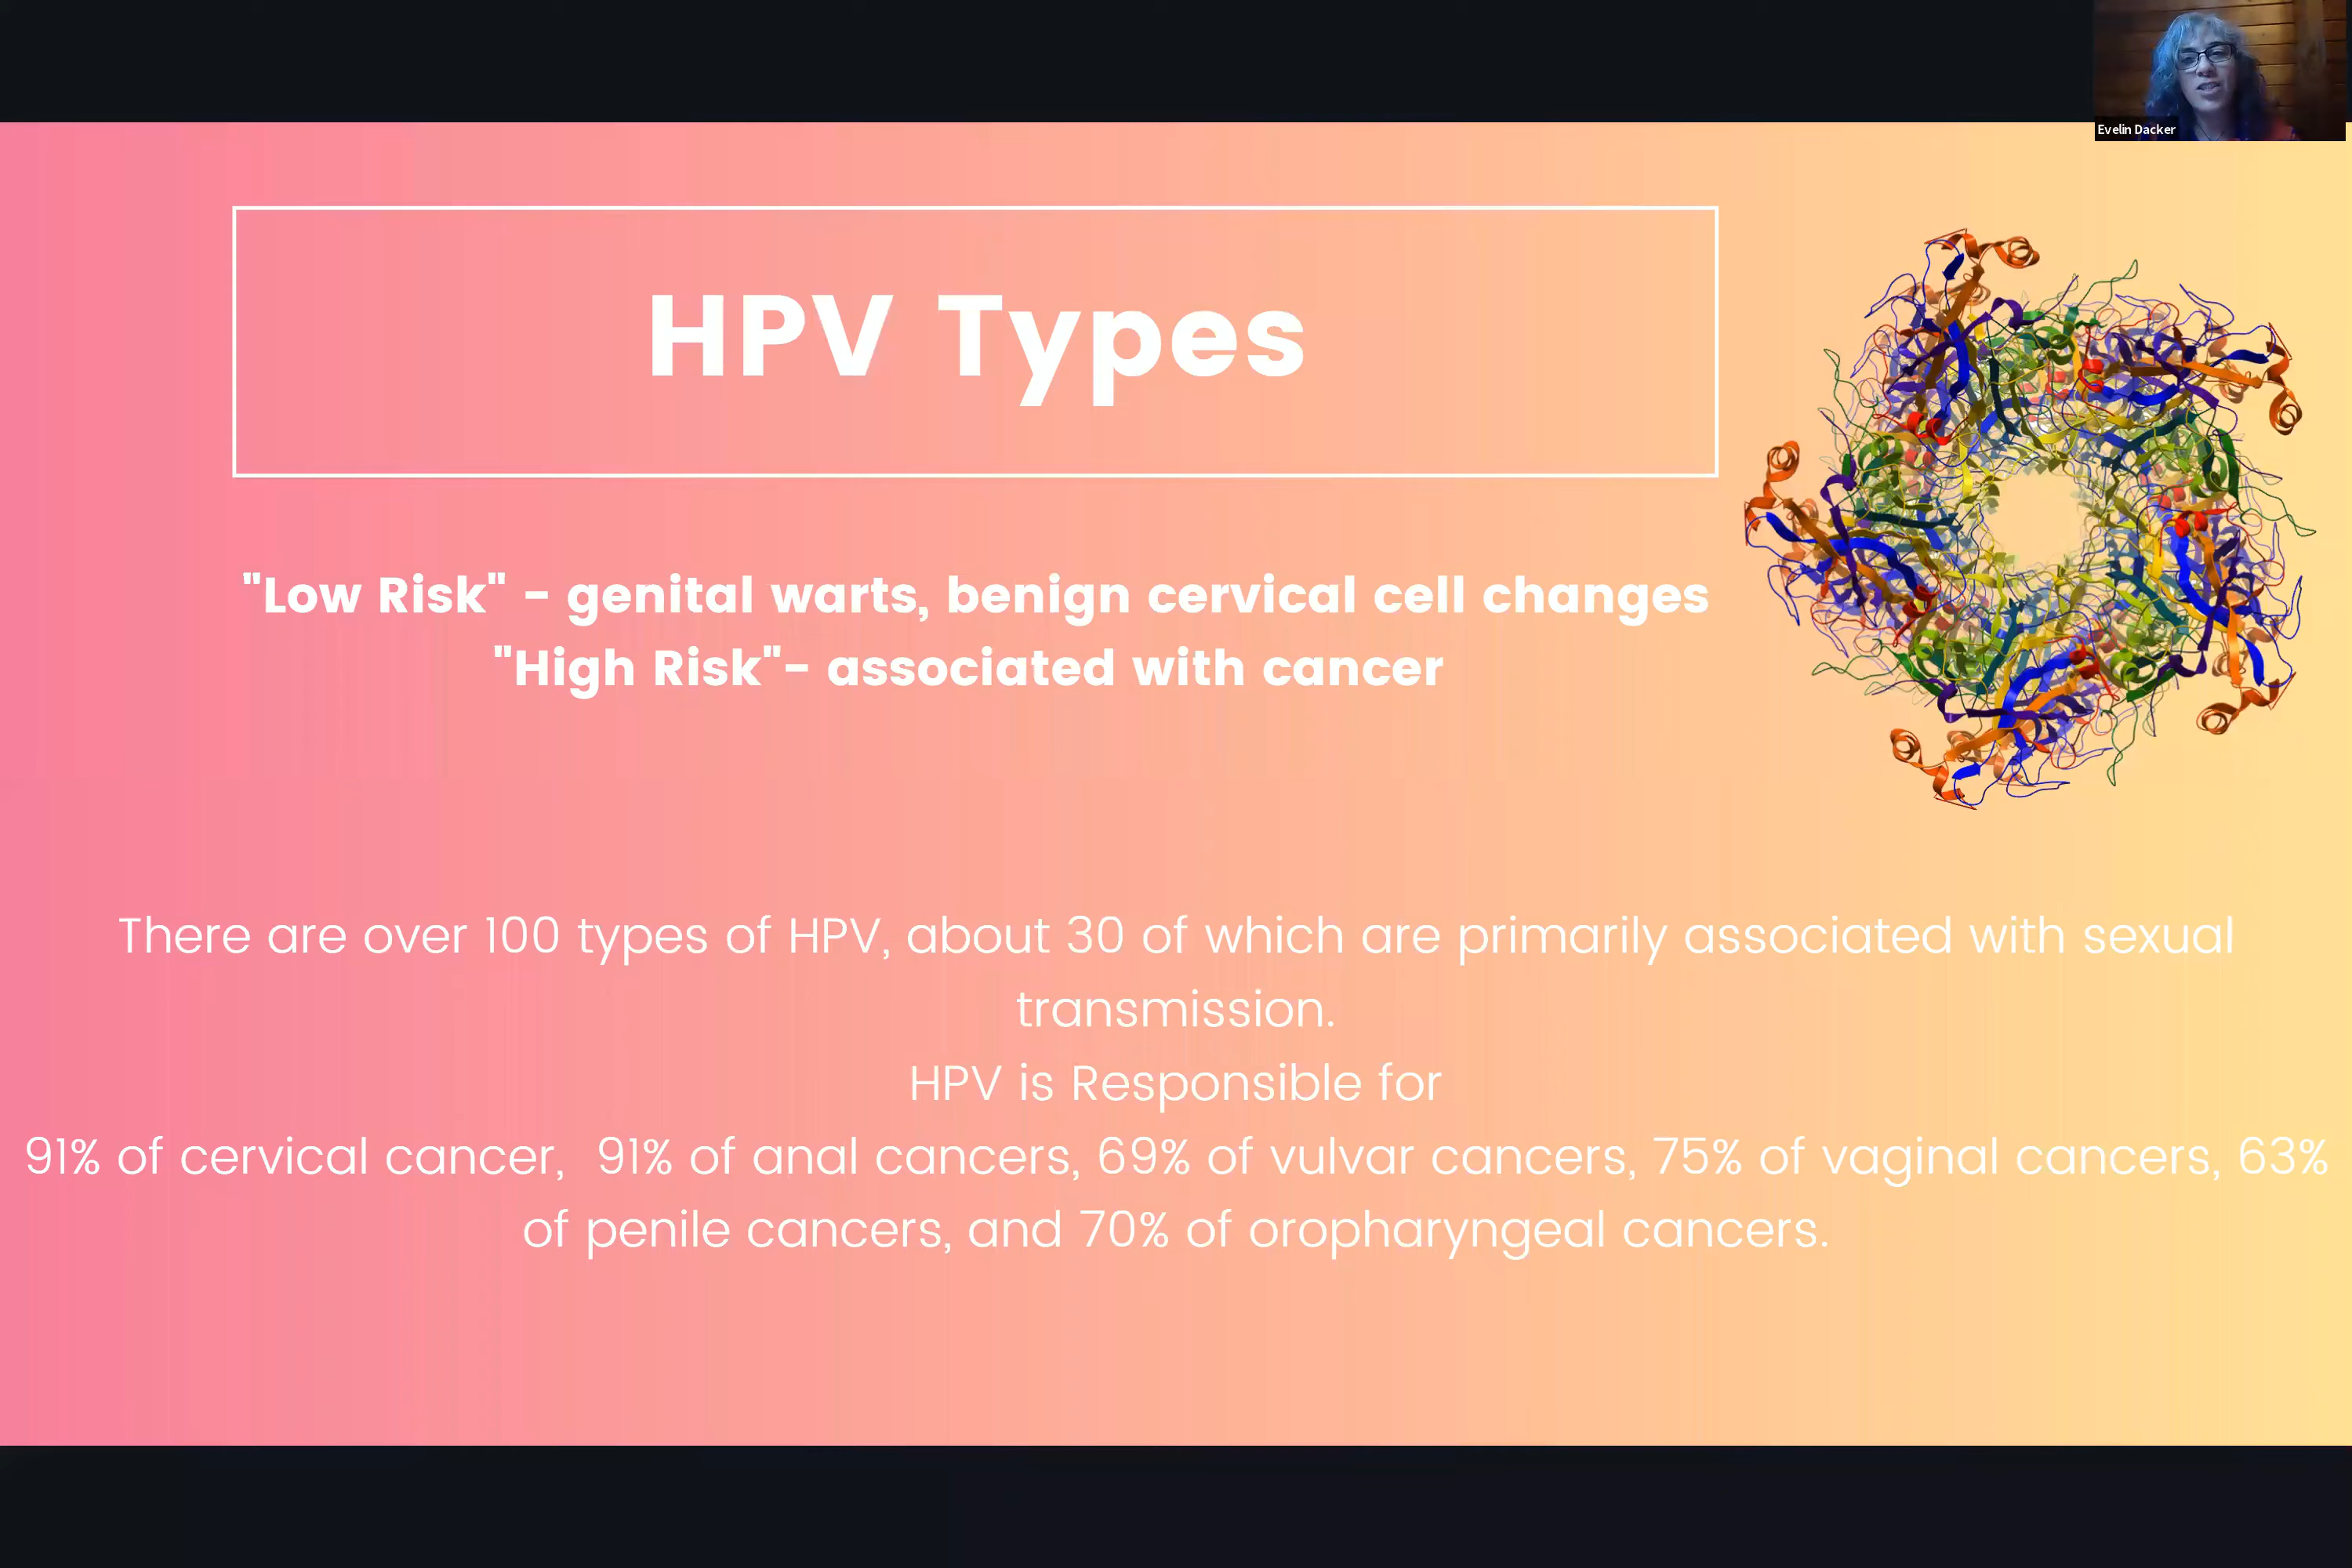 Evelin Dacker
HPV Types
"Low Risk" - genital warts, benign cervical cell changes
"High Risk"- associated with cancer
There are over 100 types of HPV, about 30 of which are primarily associated with sexual
transmission.
HPV is Responsible for
91% of cervical cancer,  91% of anal cancers, 69% of vulvar cancers, 75% of vaginal cancers, 63%
of penile cancers, and 70% of oropharyngeal cancers.